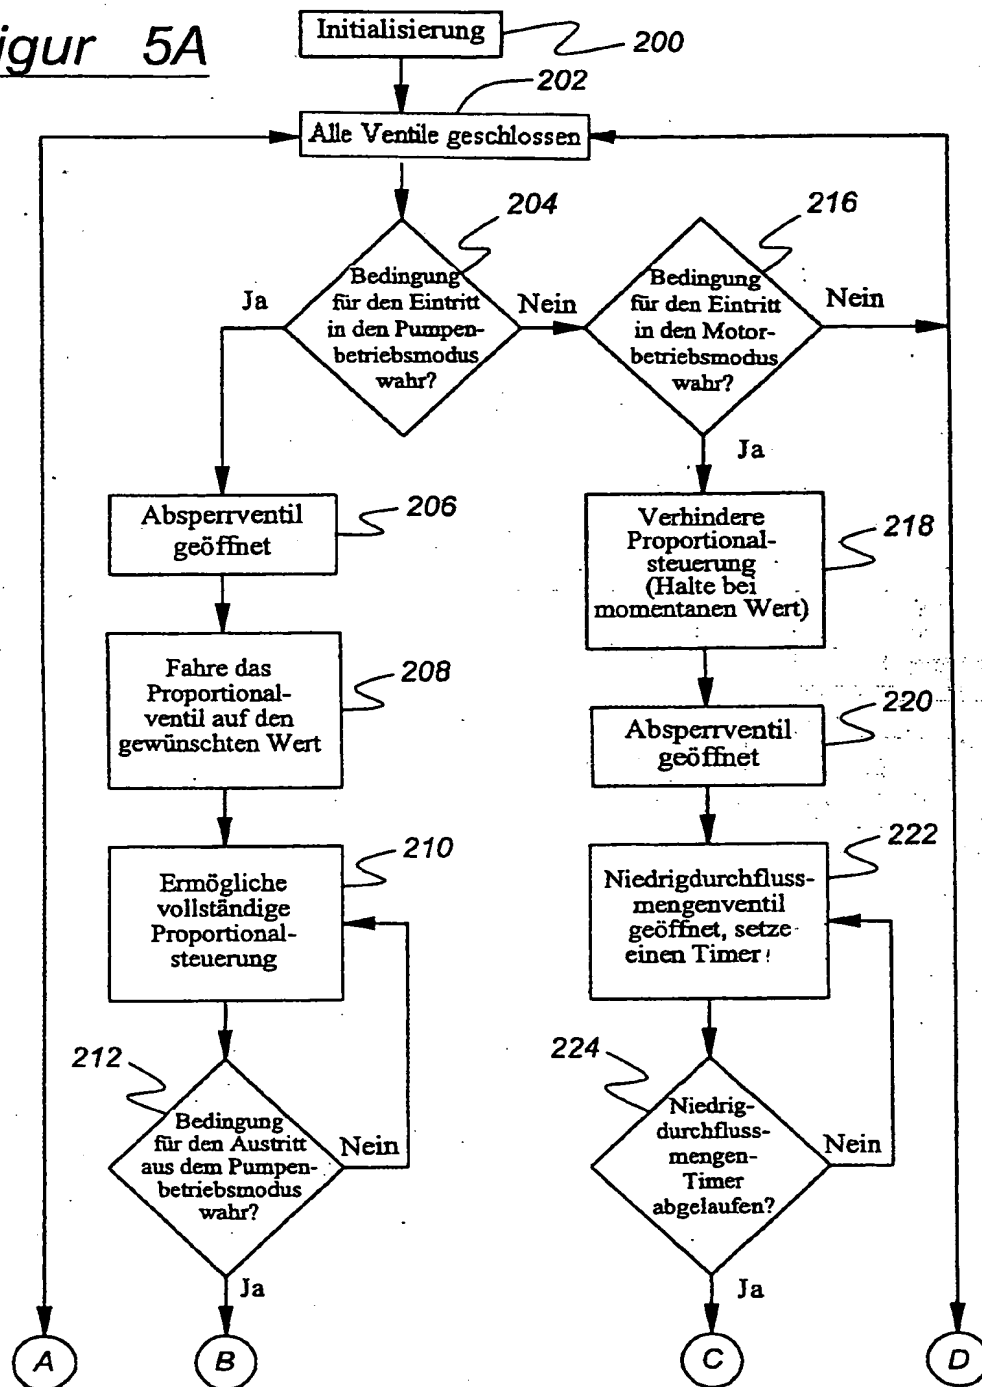 igur 5A
Initialisierung
200
202
Alle Ventile geschlossen
204
216
Bedingung
für den Eintritt
in den Pumpen-
betriebsmodus
wahr?
Ja
Nein
Bedingung
für den Eintritt
in den Motor-
betriebsmodus
wahr?
Nein
Ja
Absperrventil
geöffnet
206
Verhindere
Proportional-
steuerung
(Halte bei
momentanen Wert)
218
Fahre das
Proportional-
ventil auf den
gewünschten Wert
208
Absperrventil
geöffnet
220
Ermögliche
vollständige
Proportional-
steuerung
210
Niedrigdurchfluss-
mengenventil
geöffnet, setze
einen Timer
222
212
Bedingung
für den Austritt
aus dem Pumpen-
betriebsmodus
wahr?
Nein
Ja
224
Niedrig-
durchfluss-
mengen-
Timer
abgelaufen?
Nein
Ja
A
B
C
D